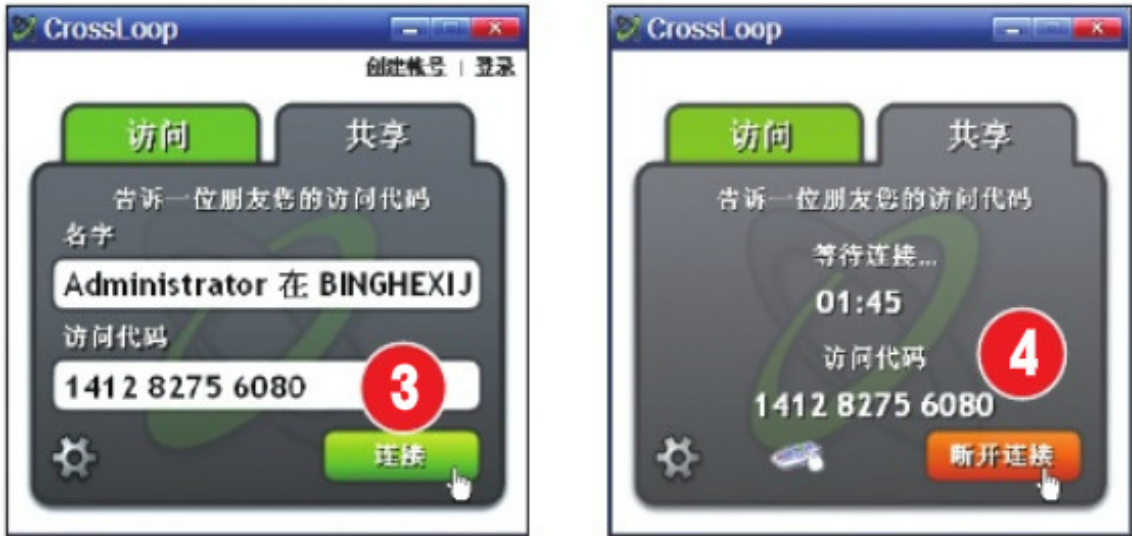 CrossLoop
创建帐号 | 登录
访问 共享
告诉一位朋友您的访问代码
名字
Administrator 在 BINGHEXIJ
访问代码
1412 8275 6080
3
连接
CrossLoop
访问 共享
告诉一位朋友您的访问代码
等待连接...
01:45
访问代码
4
1412 8275 6080
断开连接